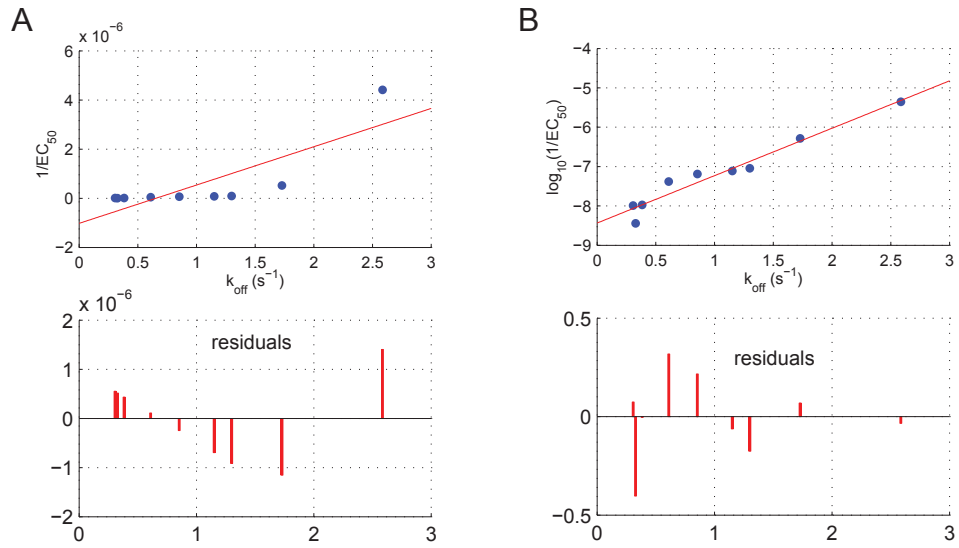 A
x 10⁻⁶
6
4
2
0
−2
1/EC₅₀
0 0.5 1 1.5 2 2.5 3
k_off (s⁻¹)
x 10⁻⁶
2
1
0
−1
−2
residuals
0 1 2 3
B
−4
−5
−6
−7
−8
−9
log₁₀(1/EC₅₀)
0 0.5 1 1.5 2 2.5 3
k_off (s⁻¹)
0.5
0
−0.5
residuals
0 1 2 3